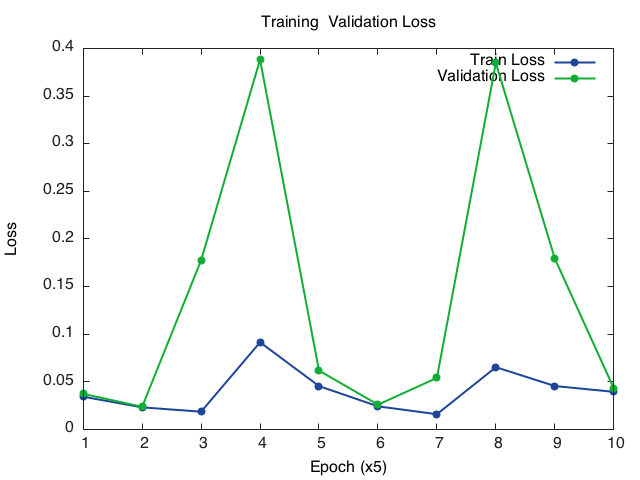 Training  Validation Loss
Train Loss
Validation Loss
0.4
0.35
0.3
0.25
0.2
0.15
0.1
0.05
0
Loss
1 2 3 4 5 6 7 8 9 10
Epoch (x5)